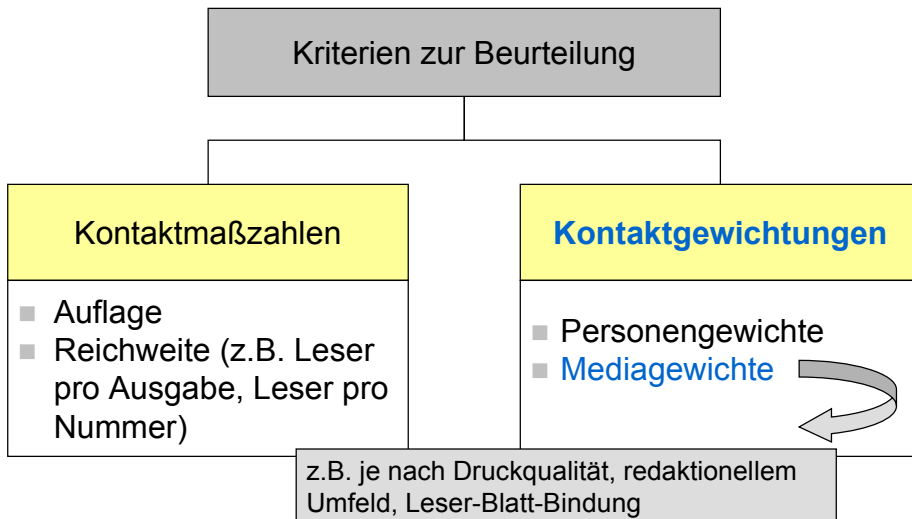 Kriterien zur Beurteilung
Kontaktmaßzahlen
Auflage
Reichweite (z.B. Leser
pro Ausgabe, Leser pro
Nummer)
Kontaktgewichtungen
Personengewichte
Mediagewichte
z.B. je nach Druckqualität, redaktionellem
Umfeld, Leser-Blatt-Bindung